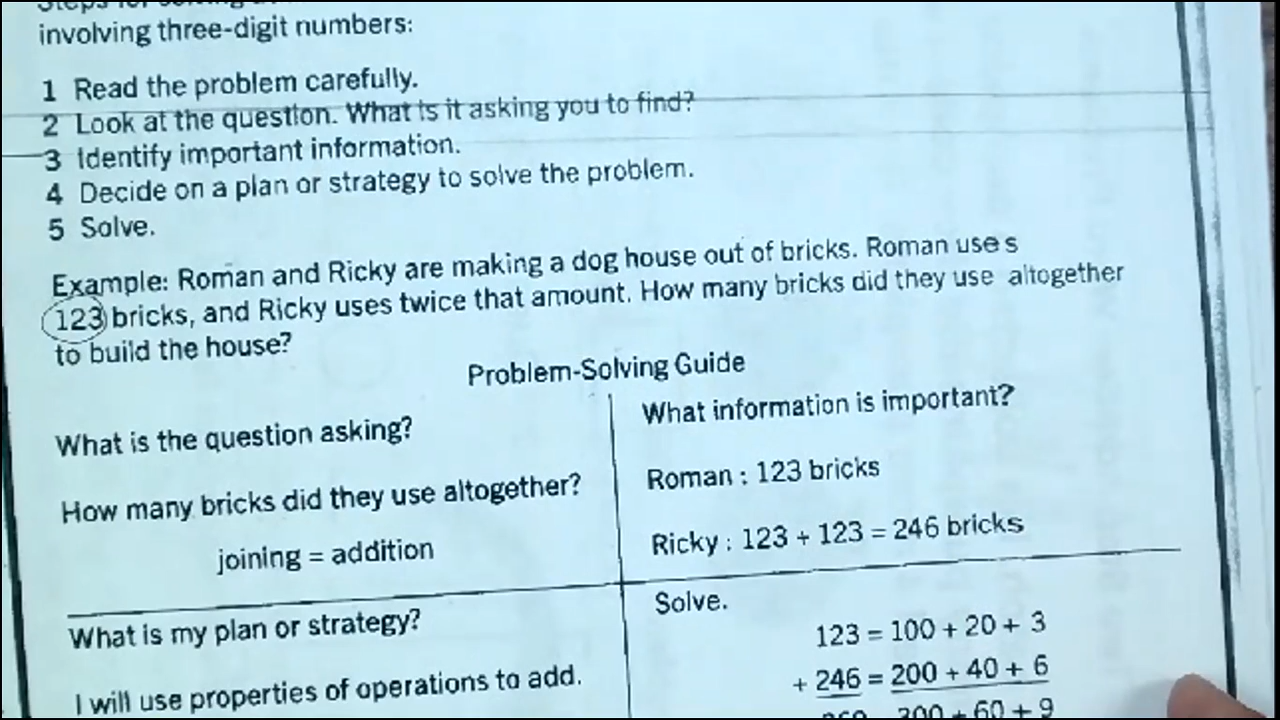 involving three-digit numbers:
1 Read the problem carefully.
2 Look at the question. What is it asking you to find?
3 Identify important information.
4 Decide on a plan or strategy to solve the problem.
5 Solve.
Example: Roman and Ricky are making a dog house out of bricks. Roman uses
123 bricks, and Ricky uses twice that amount. How many bricks did they use altogether
to build the house?
Problem-Solving Guide
What is the question asking?
How many bricks did they use altogether?
joining = addition
What information is important?
Roman : 123 bricks
Ricky : 123 + 123 = 246 bricks
What is my plan or strategy?
I will use properties of operations to add.
Solve.
123 = 100 + 20 + 3
+ 246 = 200 + 40 + 6
300 + 60 + 9